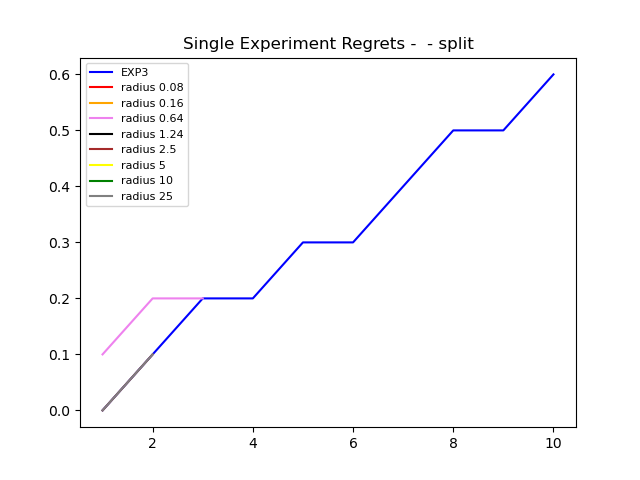 Single Experiment Regrets -  - split
EXP3
radius 0.08
radius 0.16
radius 0.64
radius 1.24
radius 2.5
radius 5
radius 10
radius 25
0.6
0.5
0.4
0.3
0.2
0.1
0.0
2 4 6 8 10